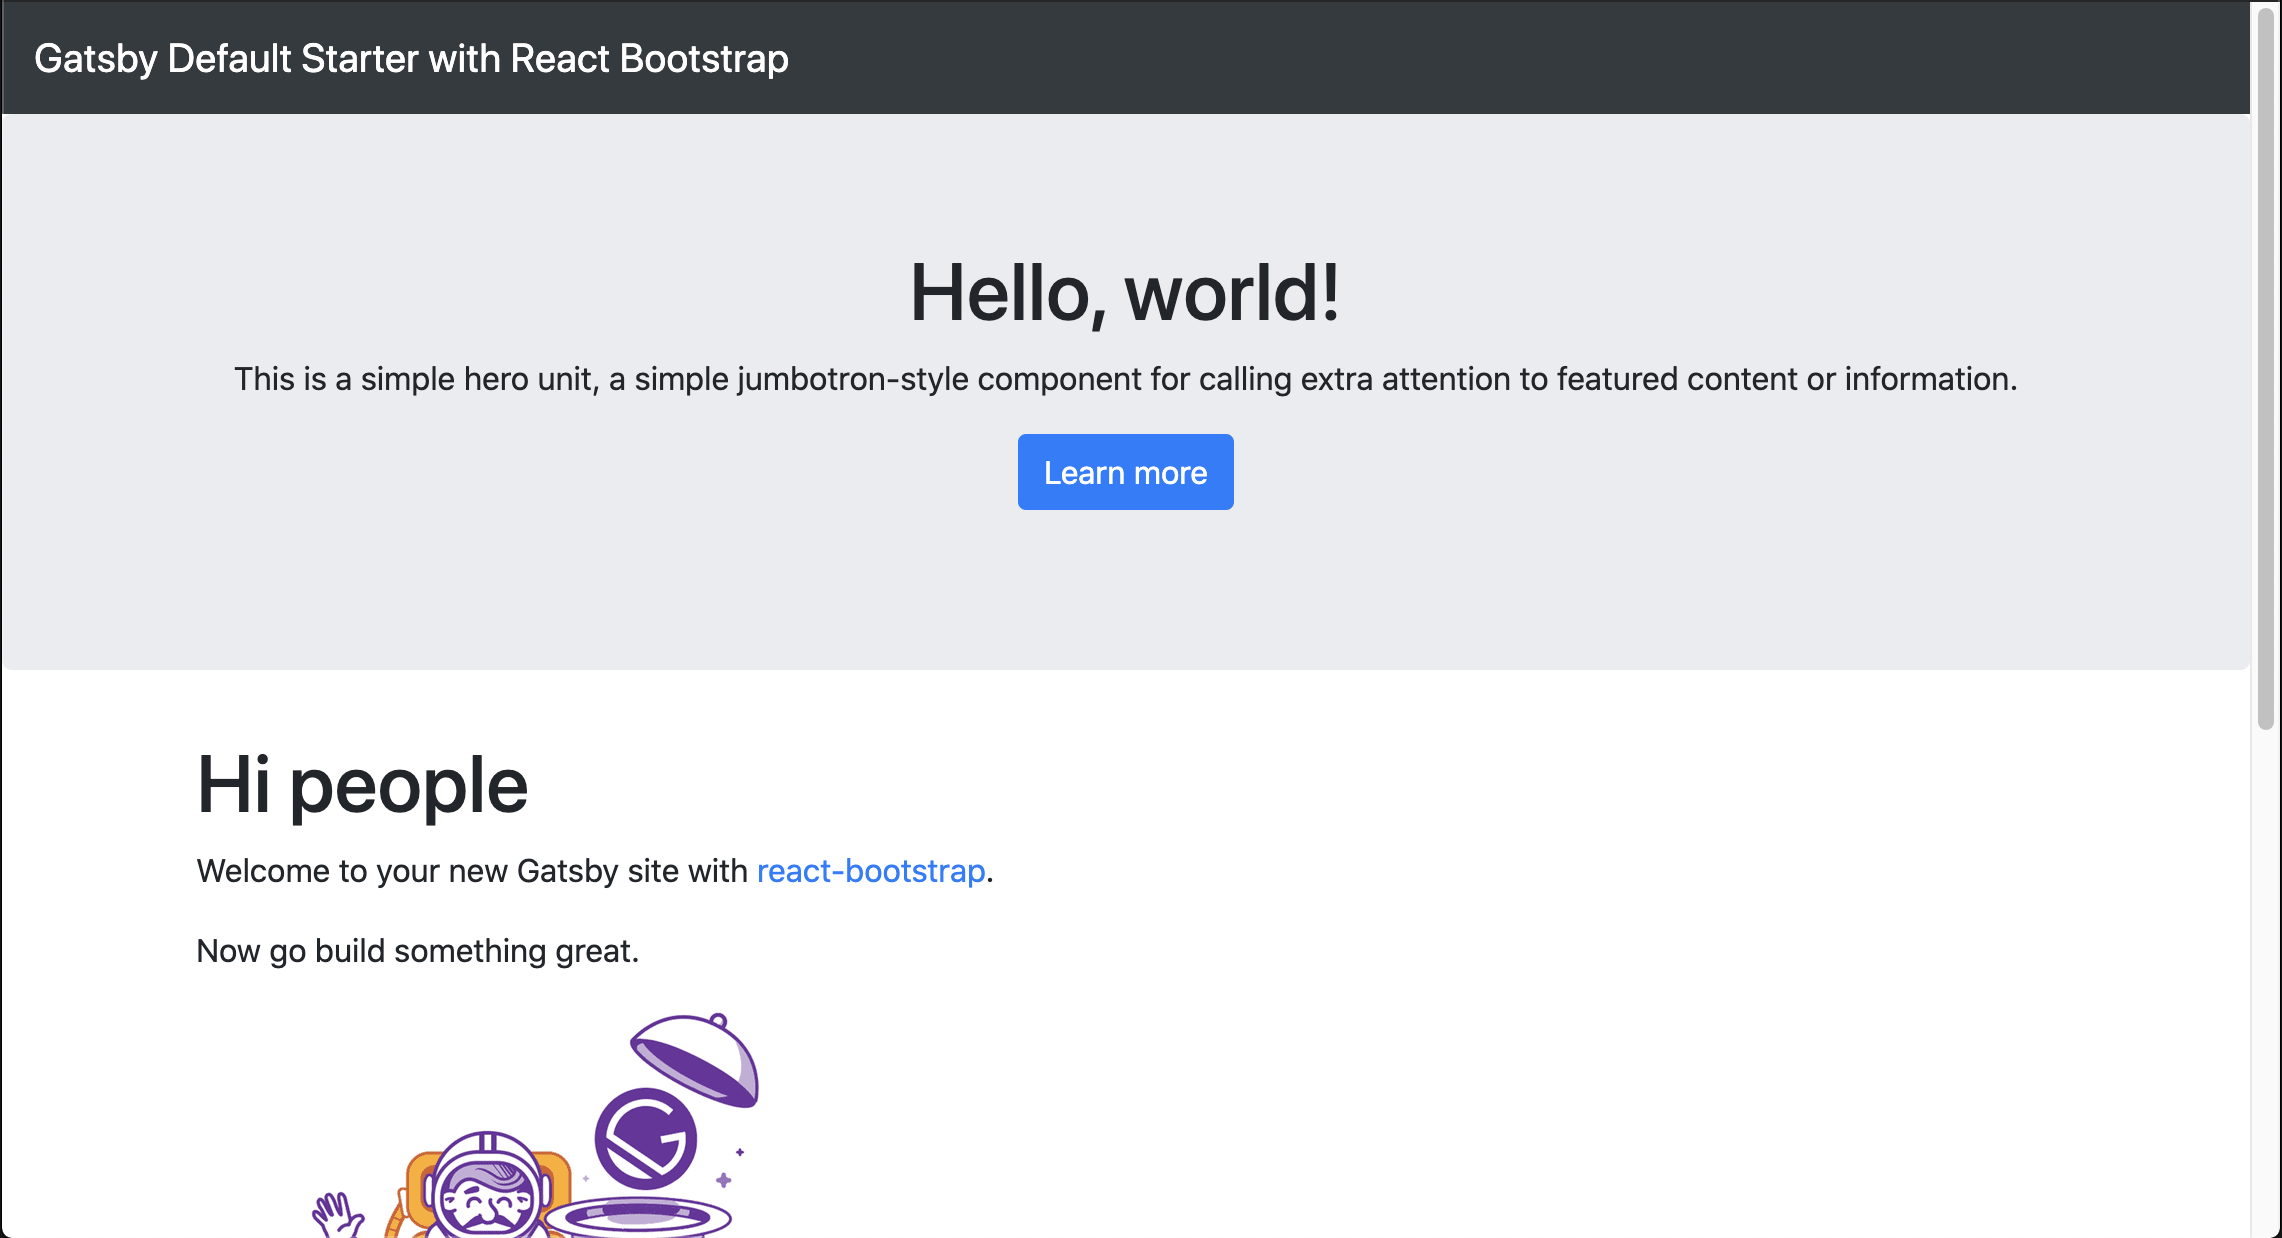 Gatsby Default Starter with React Bootstrap
Hello, world!
This is a simple hero unit, a simple jumbotron-style component for calling extra attention to featured content or information.
Learn more
Hi people
Welcome to your new Gatsby site with react-bootstrap.
Now go build something great.